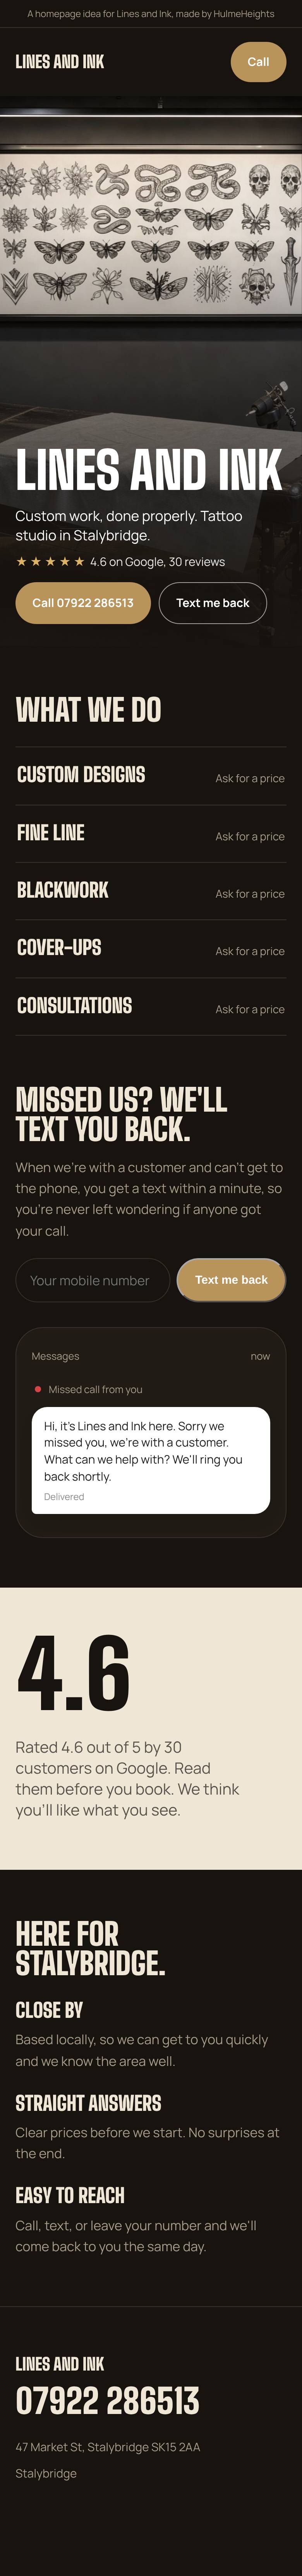 A homepage idea for Lines and Ink, made by HulmeHeights
LINES AND INK
Call
LINES AND INK
Custom work, done properly. Tattoo
studio in Stalybridge.
★ ★ ★ ★ ★ 4.6 on Google, 30 reviews
Call 07922 286513
Text me back
WHAT WE DO
CUSTOM DESIGNS
Ask for a price
FINE LINE
Ask for a price
BLACKWORK
Ask for a price
COVER-UPS
Ask for a price
CONSULTATIONS
Ask for a price
MISSED US? WE'LL
TEXT YOU BACK.
When we're with a customer and can't get to
the phone, you get a text within a minute, so
you're never left wondering if anyone got
your call.
Your mobile number
Text me back
Messages
now
Missed call from you
Hi, it's Lines and Ink here. Sorry we
missed you, we're with a customer.
What can we help with? We'll ring you
back shortly.
Delivered
4.6
Rated 4.6 out of 5 by 30
customers on Google. Read
them before you book. We think
you'll like what you see.
HERE FOR
STALYBRIDGE.
CLOSE BY
Based locally, so we can get to you quickly
and we know the area well.
STRAIGHT ANSWERS
Clear prices before we start. No surprises at
the end.
EASY TO REACH
Call, text, or leave your number and we'll
come back to you the same day.
LINES AND INK
07922 286513
47 Market St, Stalybridge SK15 2AA
Stalybridge